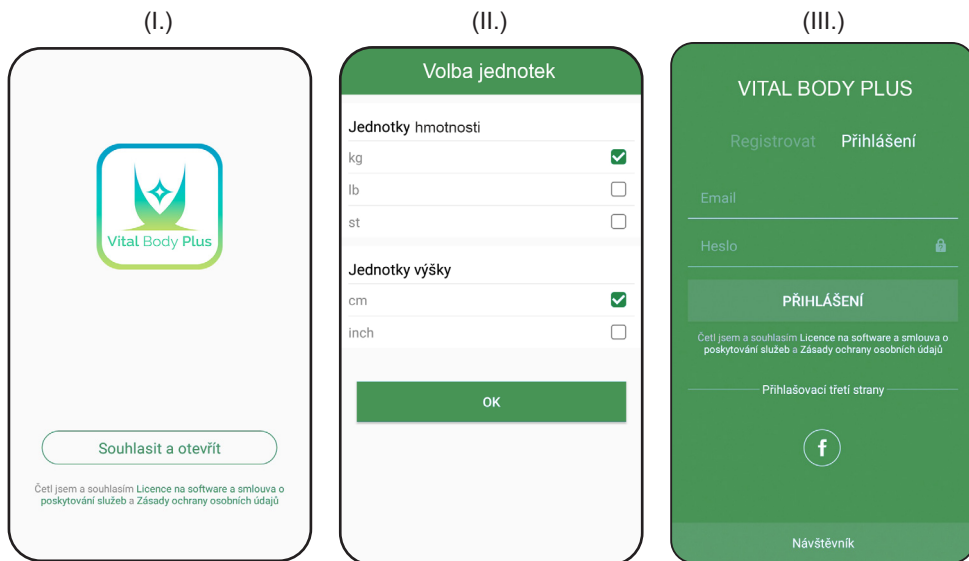 (I.)
Vital Body Plus
Souhlasit a otevřít
Četl jsem a souhlasím Licence na software a smlouva o
poskytování služeb a Zásady ochrany osobních údajů
(II.)
Volba jednotek
Jednotky hmotnosti
kg
lb
st
Jednotky výšky
cm
inch
OK
(III.)
VITAL BODY PLUS
Registrovat Přihlášení
Email
Heslo
PŘIHLÁŠENÍ
Četl jsem a souhlasím Licence na software a smlouva o
poskytování služeb a Zásady ochrany osobních údajů
Přihlašovací třetí strany
f
Návštěvník